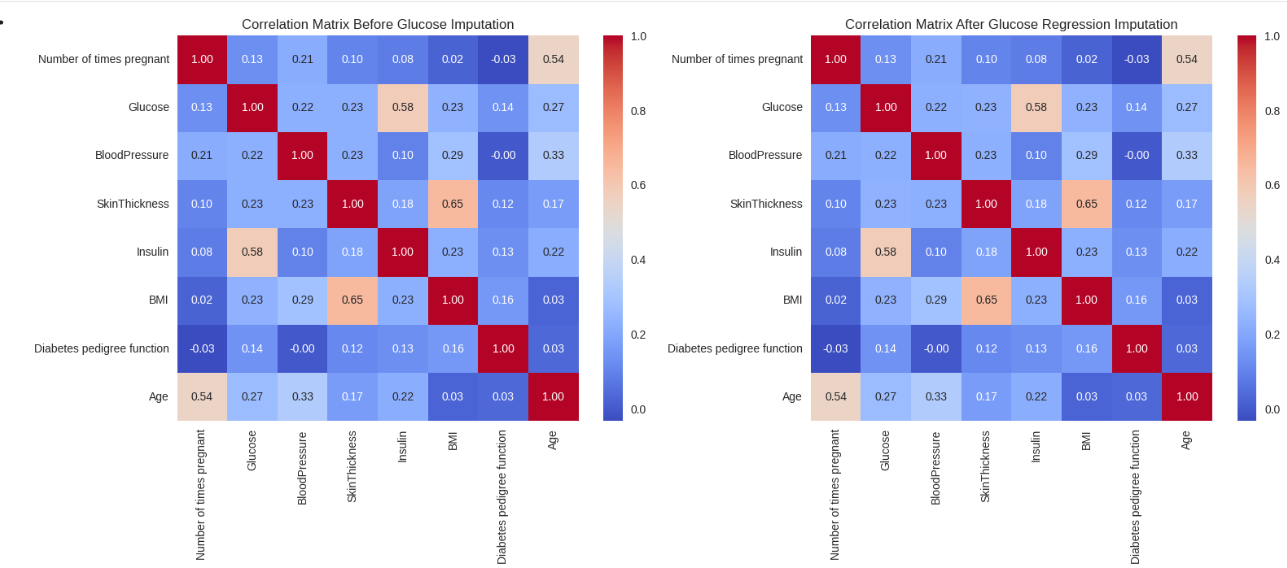 Correlation Matrix Before Glucose Imputation
Number of times pregnant 1.00 0.13 0.21 0.10 0.08 0.02 -0.03 0.54
Glucose 0.13 1.00 0.22 0.23 0.58 0.23 0.14 0.27
BloodPressure 0.21 0.22 1.00 0.23 0.10 0.29 -0.00 0.33
SkinThickness 0.10 0.23 0.23 1.00 0.18 0.65 0.12 0.17
Insulin 0.08 0.58 0.10 0.18 1.00 0.23 0.13 0.22
BMI 0.02 0.23 0.29 0.65 0.23 1.00 0.16 0.03
Diabetes pedigree function -0.03 0.14 -0.00 0.12 0.13 0.16 1.00 0.03
Age 0.54 0.27 0.33 0.17 0.22 0.03 0.03 1.00
Number of times pregnant
Glucose
BloodPressure
SkinThickness
Insulin
BMI
Diabetes pedigree function
Age
1.0
0.8
0.6
0.4
0.2
0.0
Correlation Matrix After Glucose Regression Imputation
Number of times pregnant 1.00 0.13 0.21 0.10 0.08 0.02 -0.03 0.54
Glucose 0.13 1.00 0.22 0.23 0.58 0.23 0.14 0.27
BloodPressure 0.21 0.22 1.00 0.23 0.10 0.29 -0.00 0.33
SkinThickness 0.10 0.23 0.23 1.00 0.18 0.65 0.12 0.17
Insulin 0.08 0.58 0.10 0.18 1.00 0.23 0.13 0.22
BMI 0.02 0.23 0.29 0.65 0.23 1.00 0.16 0.03
Diabetes pedigree function -0.03 0.14 -0.00 0.12 0.13 0.16 1.00 0.03
Age 0.54 0.27 0.33 0.17 0.22 0.03 0.03 1.00
Number of times pregnant
Glucose
BloodPressure
SkinThickness
Insulin
BMI
Diabetes pedigree function
Age
1.0
0.8
0.6
0.4
0.2
0.0